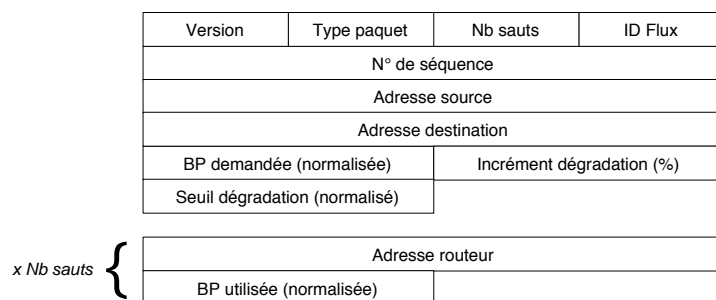 Version Type paquet Nb sauts ID Flux
N° de séquence
Adresse source
Adresse destination
BP demandée (normalisée) Incrément dégradation (%)
Seuil dégradation (normalisé)
Adresse routeur
x Nb sauts {
BP utilisée (normalisée)